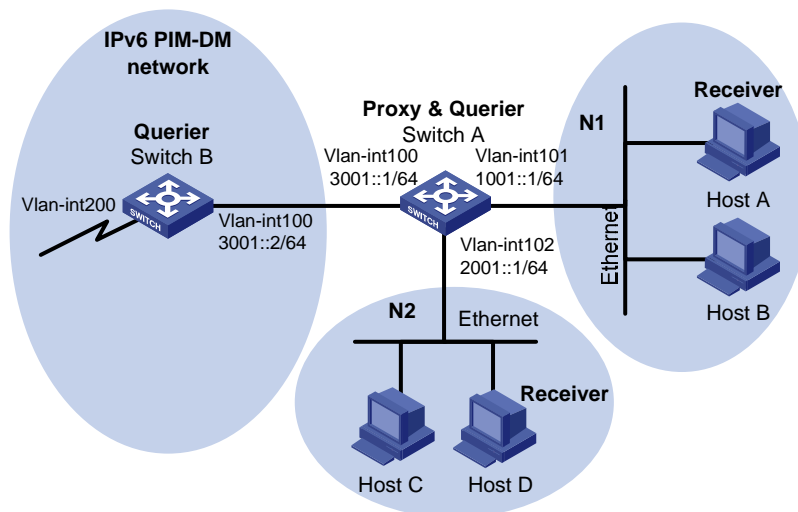 IPv6 PIM-DM
network
Querier
Switch B
Vlan-int200
SWITCH
Vlan-int100
3001::2/64
Proxy & Querier
Switch A
Vlan-int100
3001::1/64
Vlan-int101
1001::1/64
SWITCH
Vlan-int102
2001::1/64
N1
Ethernet
Receiver
Host A
Host B
N2
Ethernet
Receiver
Host C
Host D